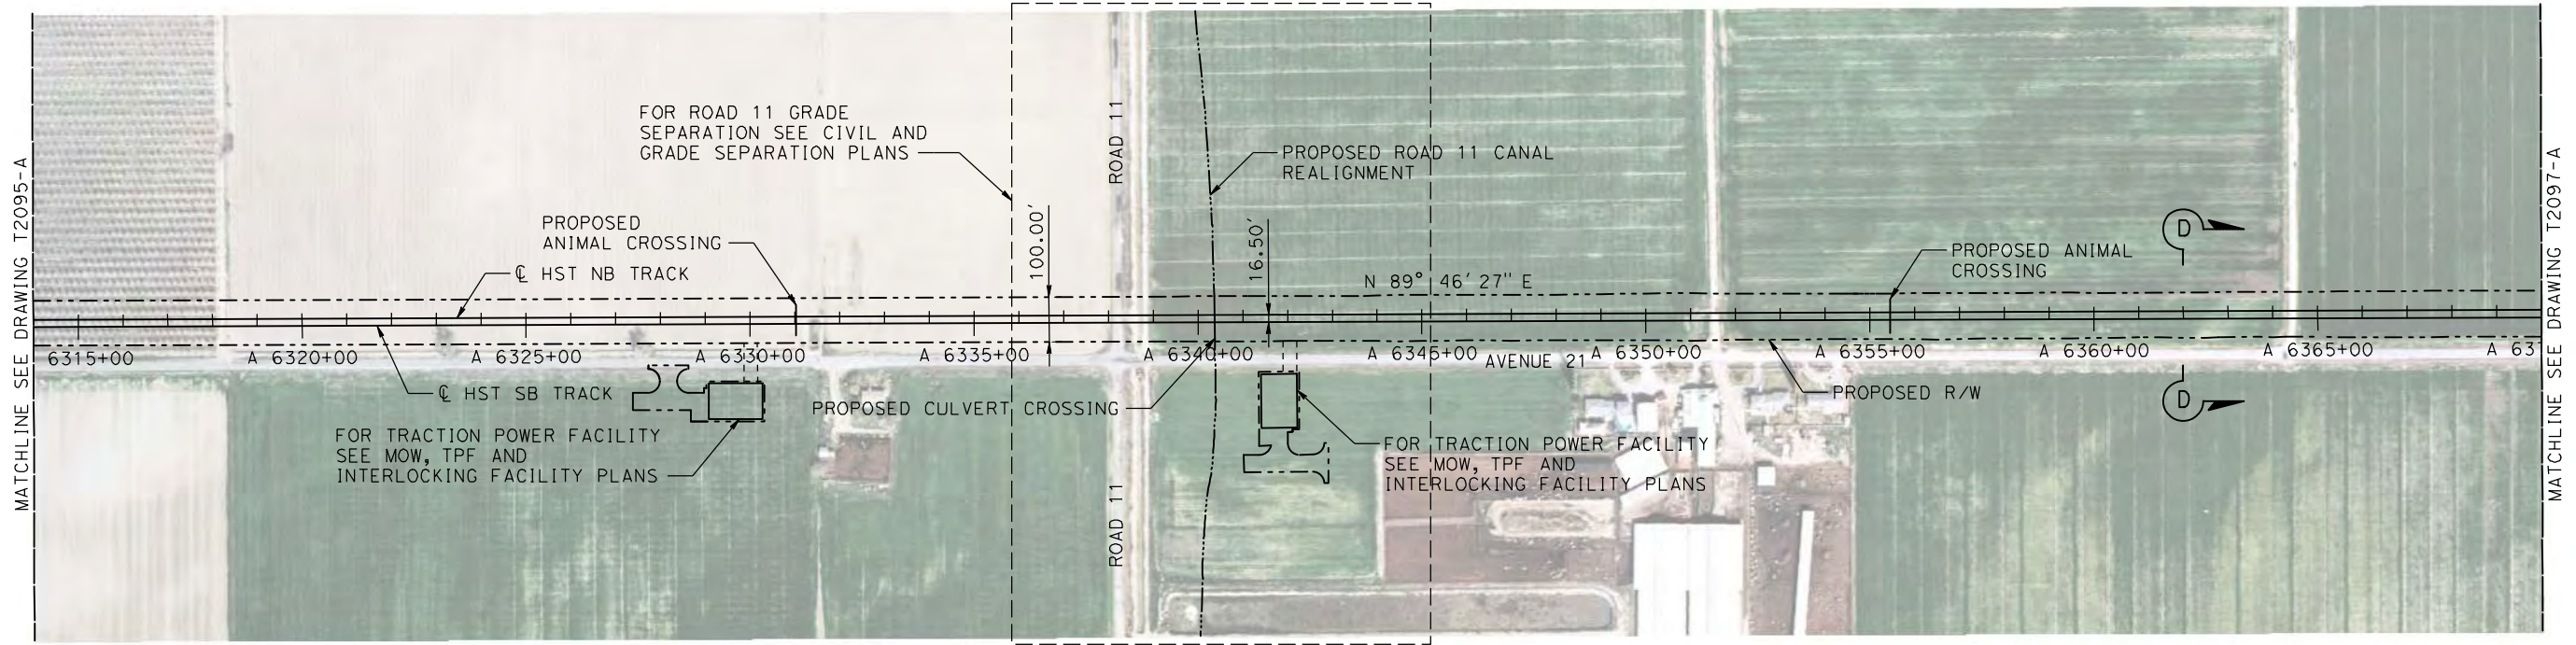 MATCHLINE SEE DRAWING T2095-A
FOR ROAD 11 GRADE
SEPARATION SEE CIVIL AND
GRADE SEPARATION PLANS
ROAD 11
PROPOSED ROAD 11 CANAL
REALIGNMENT
PROPOSED
ANIMAL CROSSING
℄ HST NB TRACK
100.00'
16.50'
N 89° 46' 27" E
PROPOSED ANIMAL
CROSSING
D
6315+00
A 6320+00
A 6325+00
A 6330+00
A 6335+00
A 6340+00
A 6345+00
AVENUE 21
A 6350+00
A 6355+00
A 6360+00
A 6365+00
℄ HST SB TRACK
PROPOSED CULVERT CROSSING
PROPOSED R/W
D
FOR TRACTION POWER FACILITY
SEE MOW, TPF AND
INTERLOCKING FACILITY PLANS
ROAD 11
FOR TRACTION POWER FACILITY
SEE MOW, TPF AND
INTERLOCKING FACILITY PLANS
MATCHLINE SEE DRAWING T2097-A